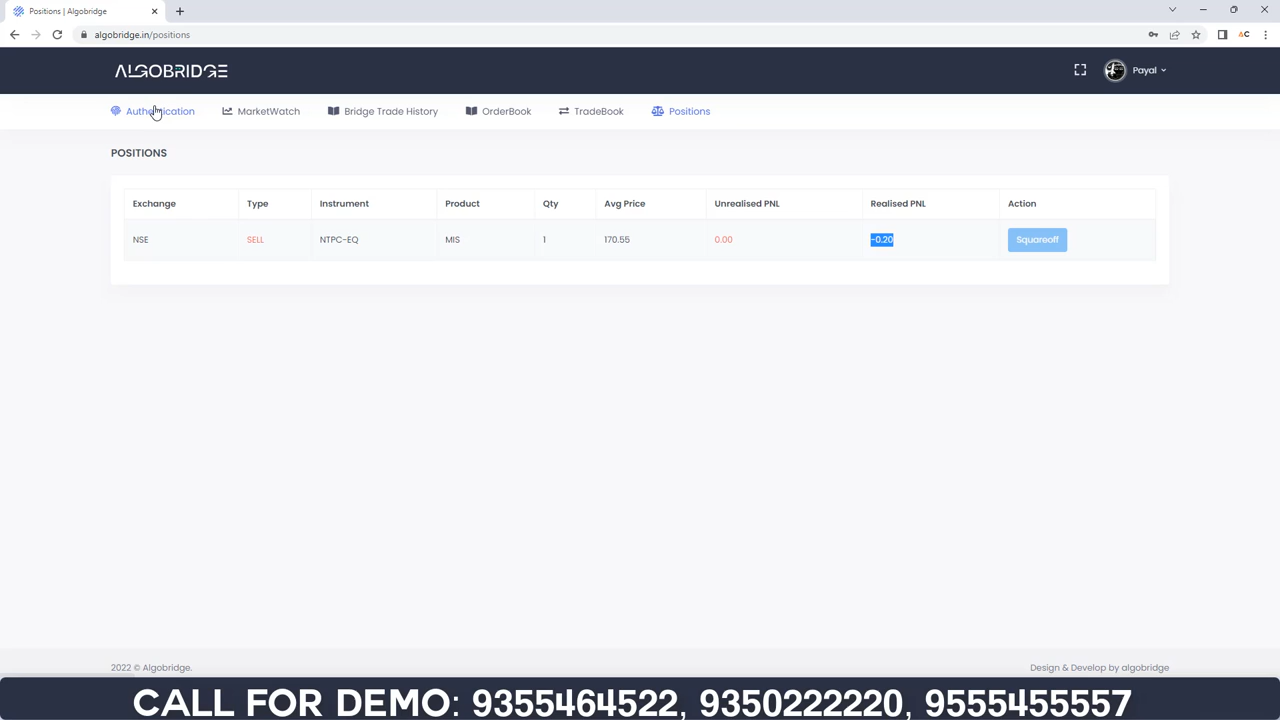 Positions | Algobridge
algobridge.in/positions
AC
ALGOBRIDGE
Payal
Authentication MarketWatch Bridge Trade History OrderBook TradeBook Positions
POSITIONS
Exchange Type Instrument Product Qty Avg Price Unrealised PNL Realised PNL Action
NSE SELL NTPC-EQ MIS 1 170.55 0.00 -0.20 Squareoff
2022 © Algobridge. Design & Develop by algobridge
CALL FOR DEMO: 9355464522, 9350222220, 9555455557